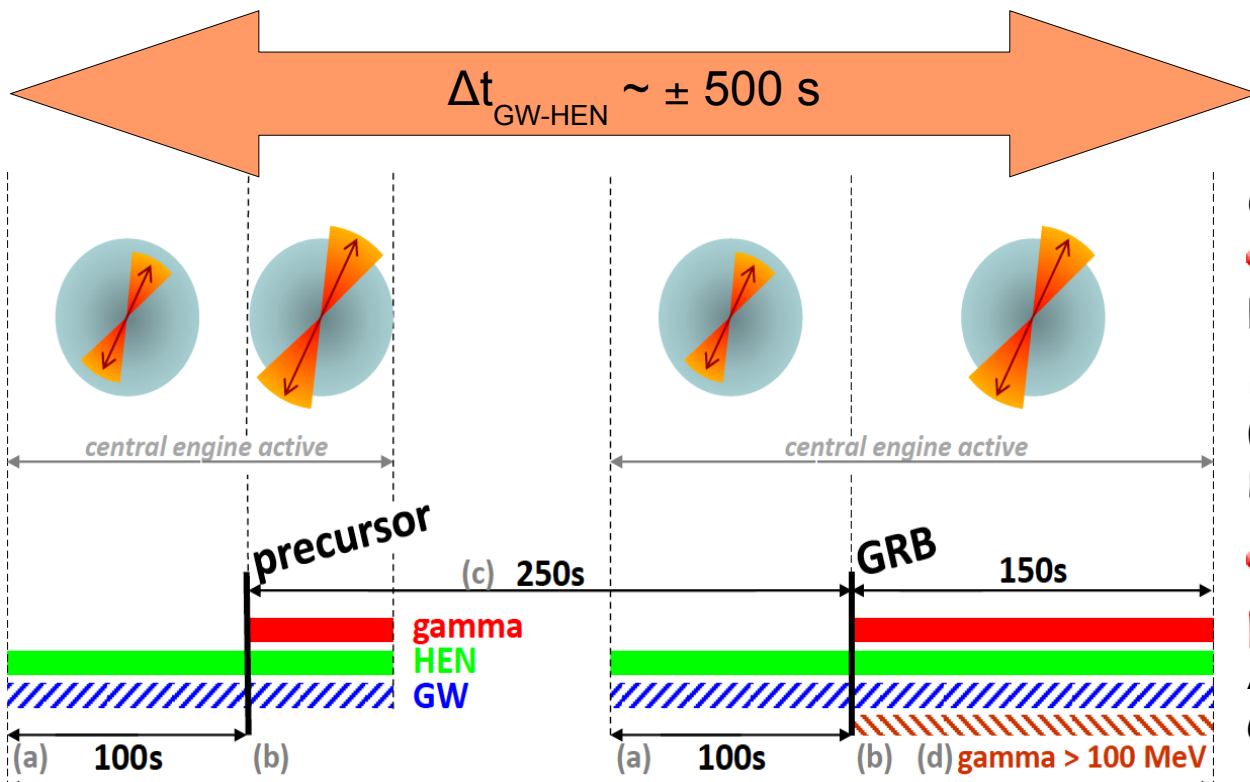 Δt_GW-HEN ~ ± 500 s
central engine active
central engine active
precursor
(c) 250s
GRB
150s
gamma
HEN
GW
(a) 100s (b)
(a) 100s (b) (d) gamma > 100 MeV